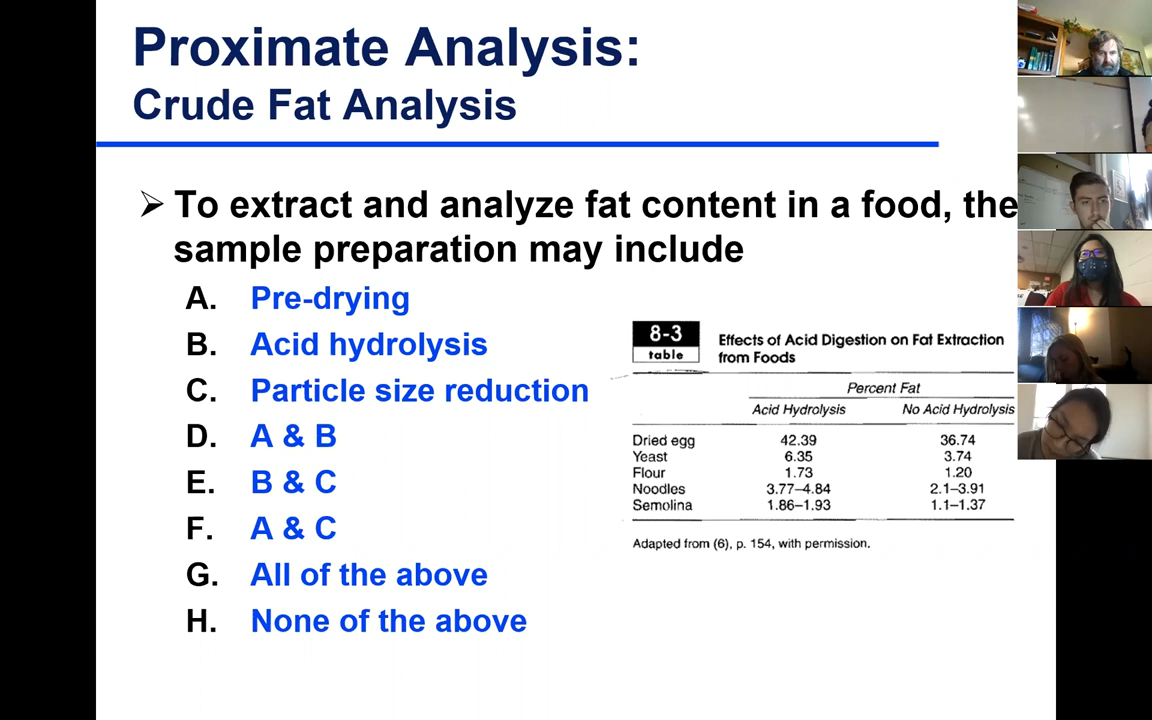 Proximate Analysis:
Crude Fat Analysis
➢ To extract and analyze fat content in a food, the
sample preparation may include
A. Pre-drying
B. Acid hydrolysis
C. Particle size reduction
D. A & B
E. B & C
F. A & C
G. All of the above
H. None of the above
8-3
table
Effects of Acid Digestion on Fat Extraction
from Foods
Percent Fat
Acid Hydrolysis No Acid Hydrolysis
Dried egg 42.39 36.74
Yeast 6.35 3.74
Flour 1.73 1.20
Noodles 3.77–4.84 2.1–3.91
Semolina 1.86–1.93 1.1–1.37
Adapted from (6), p. 154, with permission.